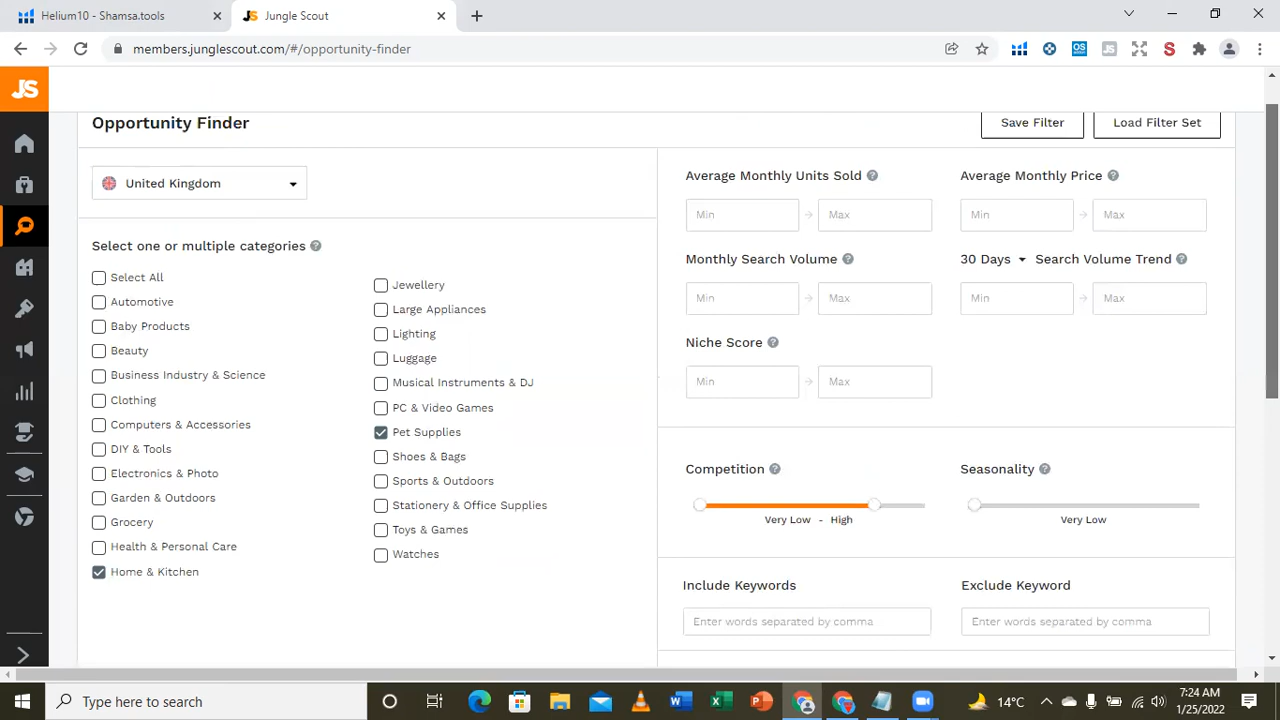 Helium10 - Shamsa.tools
JS Jungle Scout
members.junglescout.com/#/opportunity-finder
OS
JS
S
JS
Opportunity Finder
Save Filter
Load Filter Set
United Kingdom
Select one or multiple categories ?
Select All
Automotive
Baby Products
Beauty
Business Industry & Science
Clothing
Computers & Accessories
DIY & Tools
Electronics & Photo
Garden & Outdoors
Grocery
Health & Personal Care
Home & Kitchen
Jewellery
Large Appliances
Lighting
Luggage
Musical Instruments & DJ
PC & Video Games
Pet Supplies
Shoes & Bags
Sports & Outdoors
Stationery & Office Supplies
Toys & Games
Watches
Average Monthly Units Sold ?
Min Max
Average Monthly Price ?
Min Max
Monthly Search Volume ?
Min Max
30 Days Search Volume Trend ?
Min Max
Niche Score ?
Min Max
Competition ?
Very Low - High
Seasonality ?
Very Low
Include Keywords
Enter words separated by comma
Exclude Keyword
Enter words separated by comma
Type here to search
14°C
7:24 AM
1/25/2022